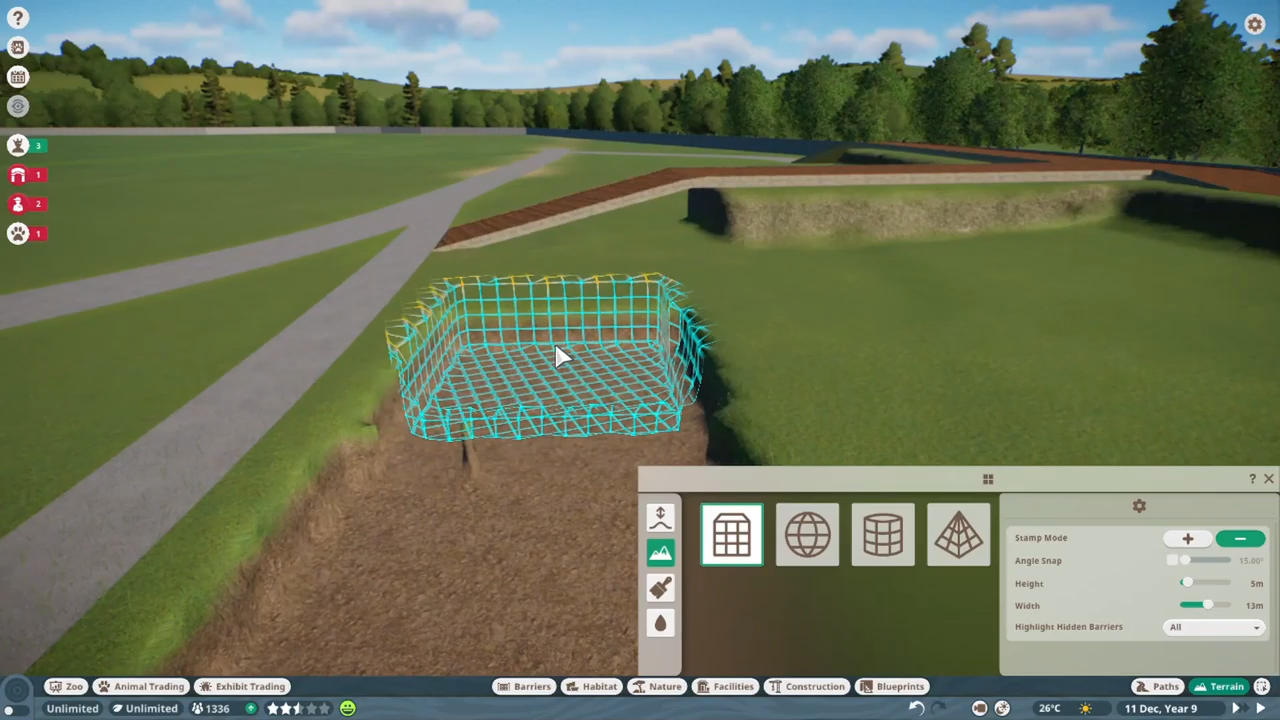 ?
3
1
2
1
? ×
Stamp Mode + −
Angle Snap 15.00°
Height 5m
Width 13m
Highlight Hidden Barriers All
Zoo Animal Trading Exhibit Trading Barriers Habitat Nature Facilities Construction Blueprints Paths Terrain
Unlimited Unlimited 1336 26°C 11 Dec, Year 9